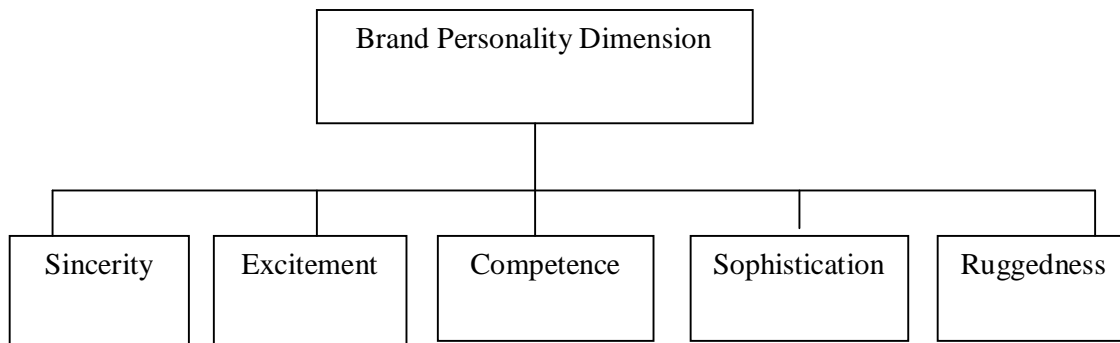 Brand Personality Dimension
Sincerity
Excitement
Competence
Sophistication
Ruggedness